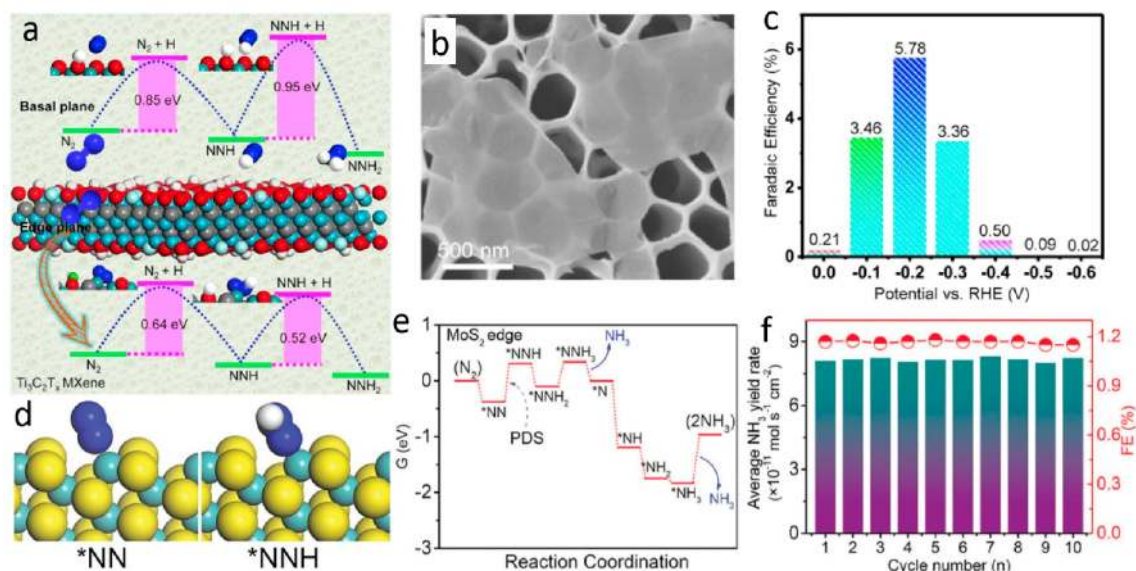 a
N₂ + H
NNH + H
Basal plane
0.85 eV
0.95 eV
N₂
NNH
NNH₂
Edge plane
N₂ + H
NNH + H
0.64 eV
0.52 eV
N₂
NNH
NNH₂
Ti₃C₂Tₓ MXene
b
500 nm
c
Faradaic Efficiency (%)
6
4
2
0
0.21
3.46
5.78
3.36
0.50
0.09
0.02
0.0 -0.1 -0.2 -0.3 -0.4 -0.5 -0.6
Potential vs. RHE (V)
d
*NN
*NNH
e
MoS₂ edge
G (eV)
1
0
-1
-2
-3
(N₂)
*NN
*NNH
PDS
*NNH₂
*NNH₃
NH₃
*N
*NH
*NH₂
*NH₃
(2NH₃)
NH₃
Reaction Coordination
f
Average NH₃ yield rate
(×10⁻¹¹ mol s⁻¹ cm⁻²)
9
6
3
0
1.2
0.9
0.6
0.3
0.0
FE (%)
1 2 3 4 5 6 7 8 9 10
Cycle number (n)